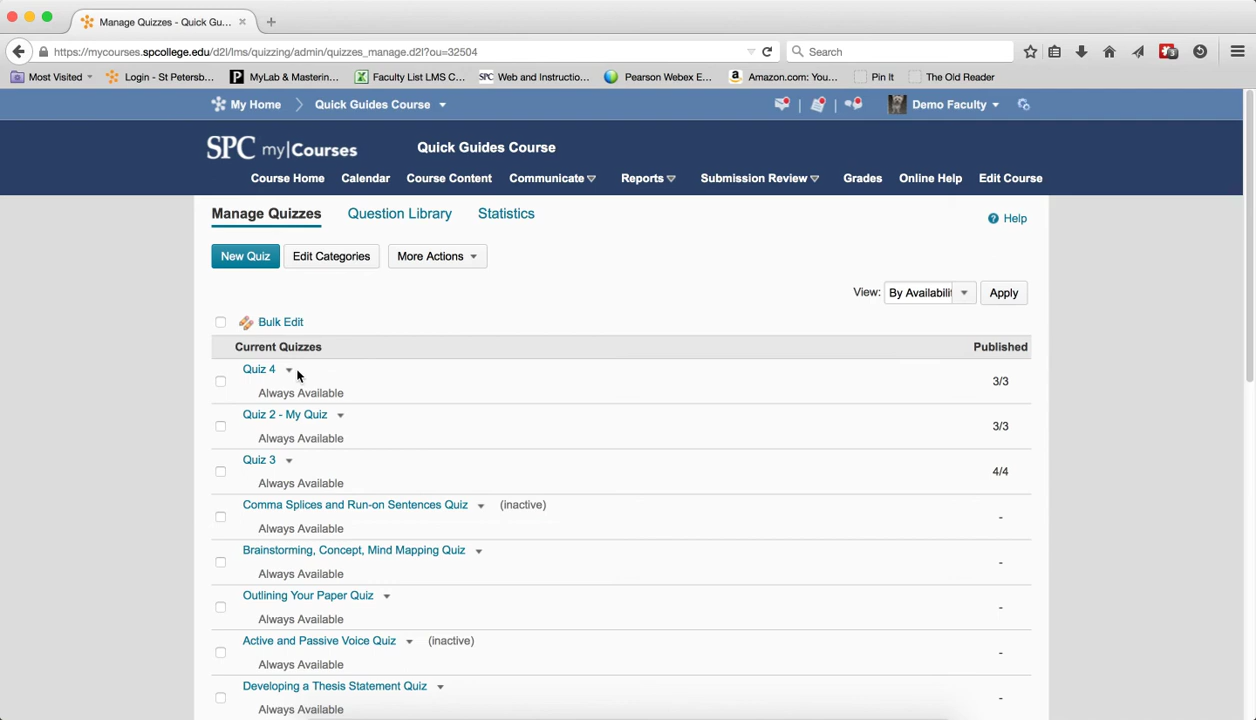 Manage Quizzes - Quick Gu...
https://mycourses.spcollege.edu/d2l/lms/quizzing/admin/quizzes_manage.d2l?ou=32504
Search
Most Visited
Login - St Petersb...
MyLab & Mastering...
Faculty List LMS C...
SPC Web and Instructio...
Pearson Webex E...
Amazon.com: You...
Pin It
The Old Reader
My Home
Quick Guides Course
Demo Faculty
SPC my|Courses
Quick Guides Course
Course Home
Calendar
Course Content
Communicate
Reports
Submission Review
Grades
Online Help
Edit Course
Manage Quizzes
Question Library
Statistics
Help
New Quiz
Edit Categories
More Actions
View: By Availabilit
Apply
Bulk Edit
Current Quizzes Published
Quiz 4
Always Available
3/3
Quiz 2 - My Quiz
Always Available
3/3
Quiz 3
Always Available
4/4
Comma Splices and Run-on Sentences Quiz (inactive)
Always Available
-
Brainstorming, Concept, Mind Mapping Quiz
Always Available
-
Outlining Your Paper Quiz
Always Available
-
Active and Passive Voice Quiz (inactive)
Always Available
-
Developing a Thesis Statement Quiz
Always Available
-